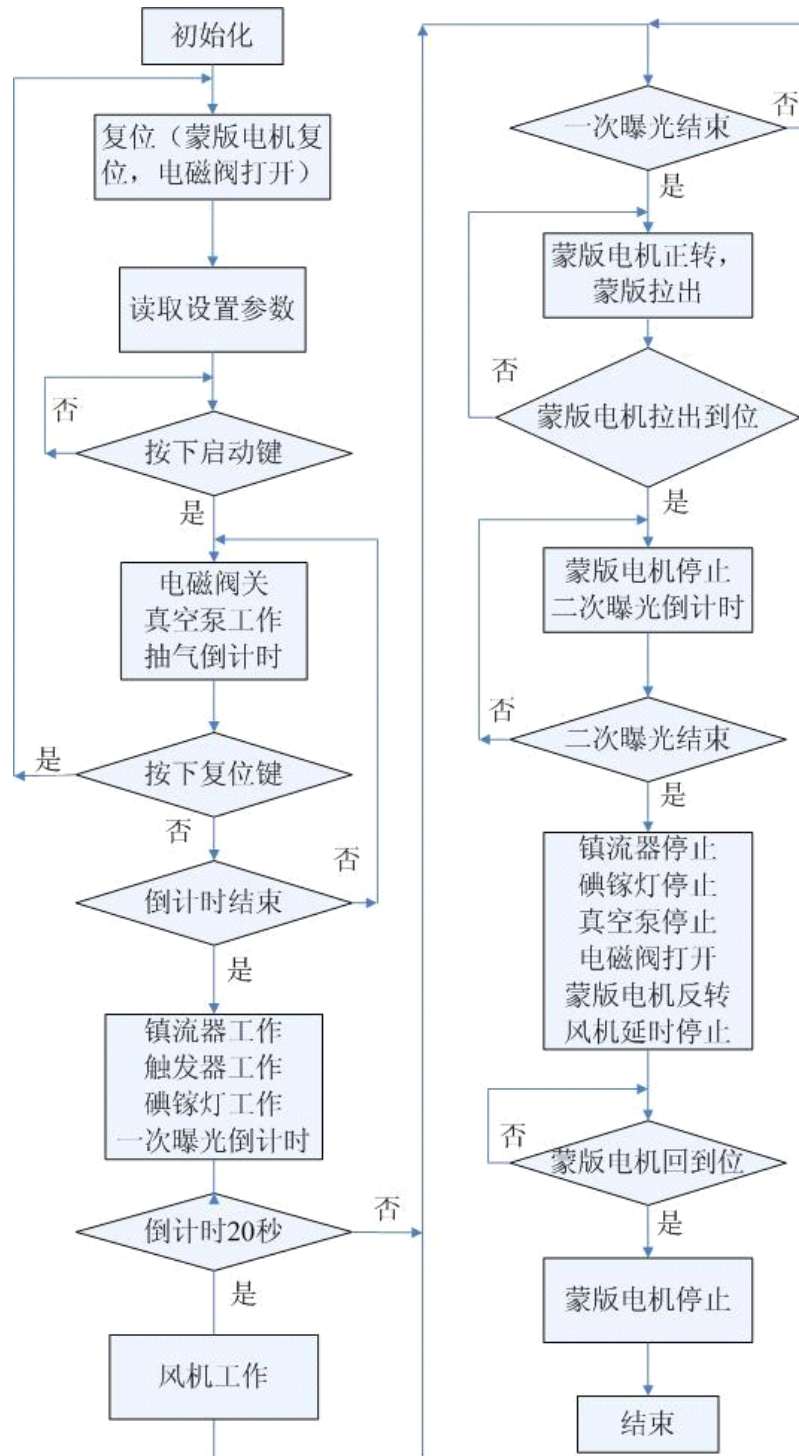 初始化
复位（蒙版电机复
位，电磁阀打开）
读取设置参数
否
按下启动键
是
电磁阀关
真空泵工作
抽气倒计时
是
按下复位键
否
否
倒计时结束
是
镇流器工作
触发器工作
碘镓灯工作
一次曝光倒计时
倒计时20秒
否
是
风机工作
一次曝光结束
否
是
蒙版电机正转，
蒙版拉出
否
蒙版电机拉出到位
是
蒙版电机停止
二次曝光倒计时
否
二次曝光结束
是
镇流器停止
碘镓灯停止
真空泵停止
电磁阀打开
蒙版电机反转
风机延时停止
否
蒙版电机回到位
是
蒙版电机停止
结束